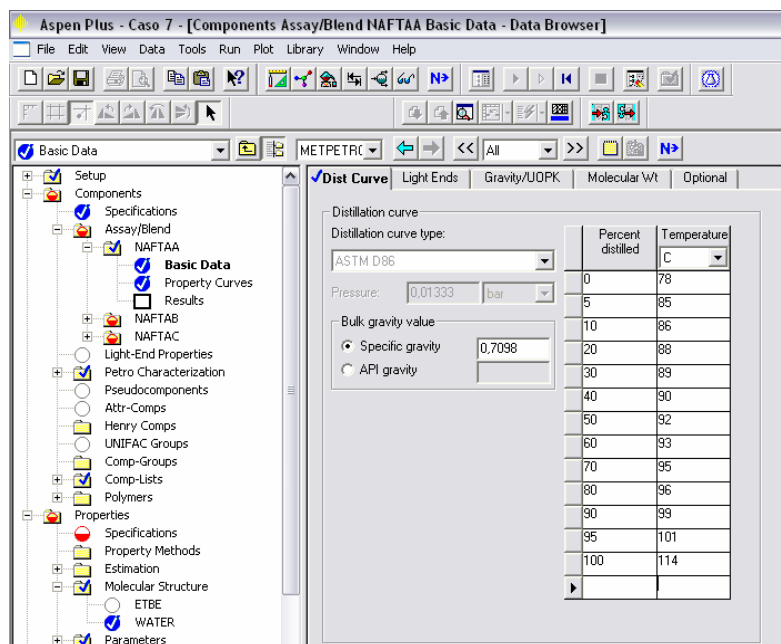 Aspen Plus - Caso 7 - [Components Assay/Blend NAFTAA Basic Data - Data Browser]
File Edit View Data Tools Run Plot Library Window Help
N➔
Basic Data METPETRO << All >> N➔
Setup
Components
Specifications
Assay/Blend
NAFTAA
Basic Data
Property Curves
Results
NAFTAB
NAFTAC
Light-End Properties
Petro Characterization
Pseudocomponents
Attr-Comps
Henry Comps
UNIFAC Groups
Comp-Groups
Comp-Lists
Polymers
Properties
Specifications
Property Methods
Estimation
Molecular Structure
ETBE
WATER
Parameters
Dist Curve Light Ends Gravity/UOPK Molecular Wt Optional
Distillation curve
Distillation curve type:
ASTM D86
Pressure: 0,01333 bar
Bulk gravity value
Specific gravity 0,7098
API gravity
Percent distilled Temperature
C
0 78
5 85
10 86
20 88
30 89
40 90
50 92
60 93
70 95
80 96
90 99
95 101
100 114